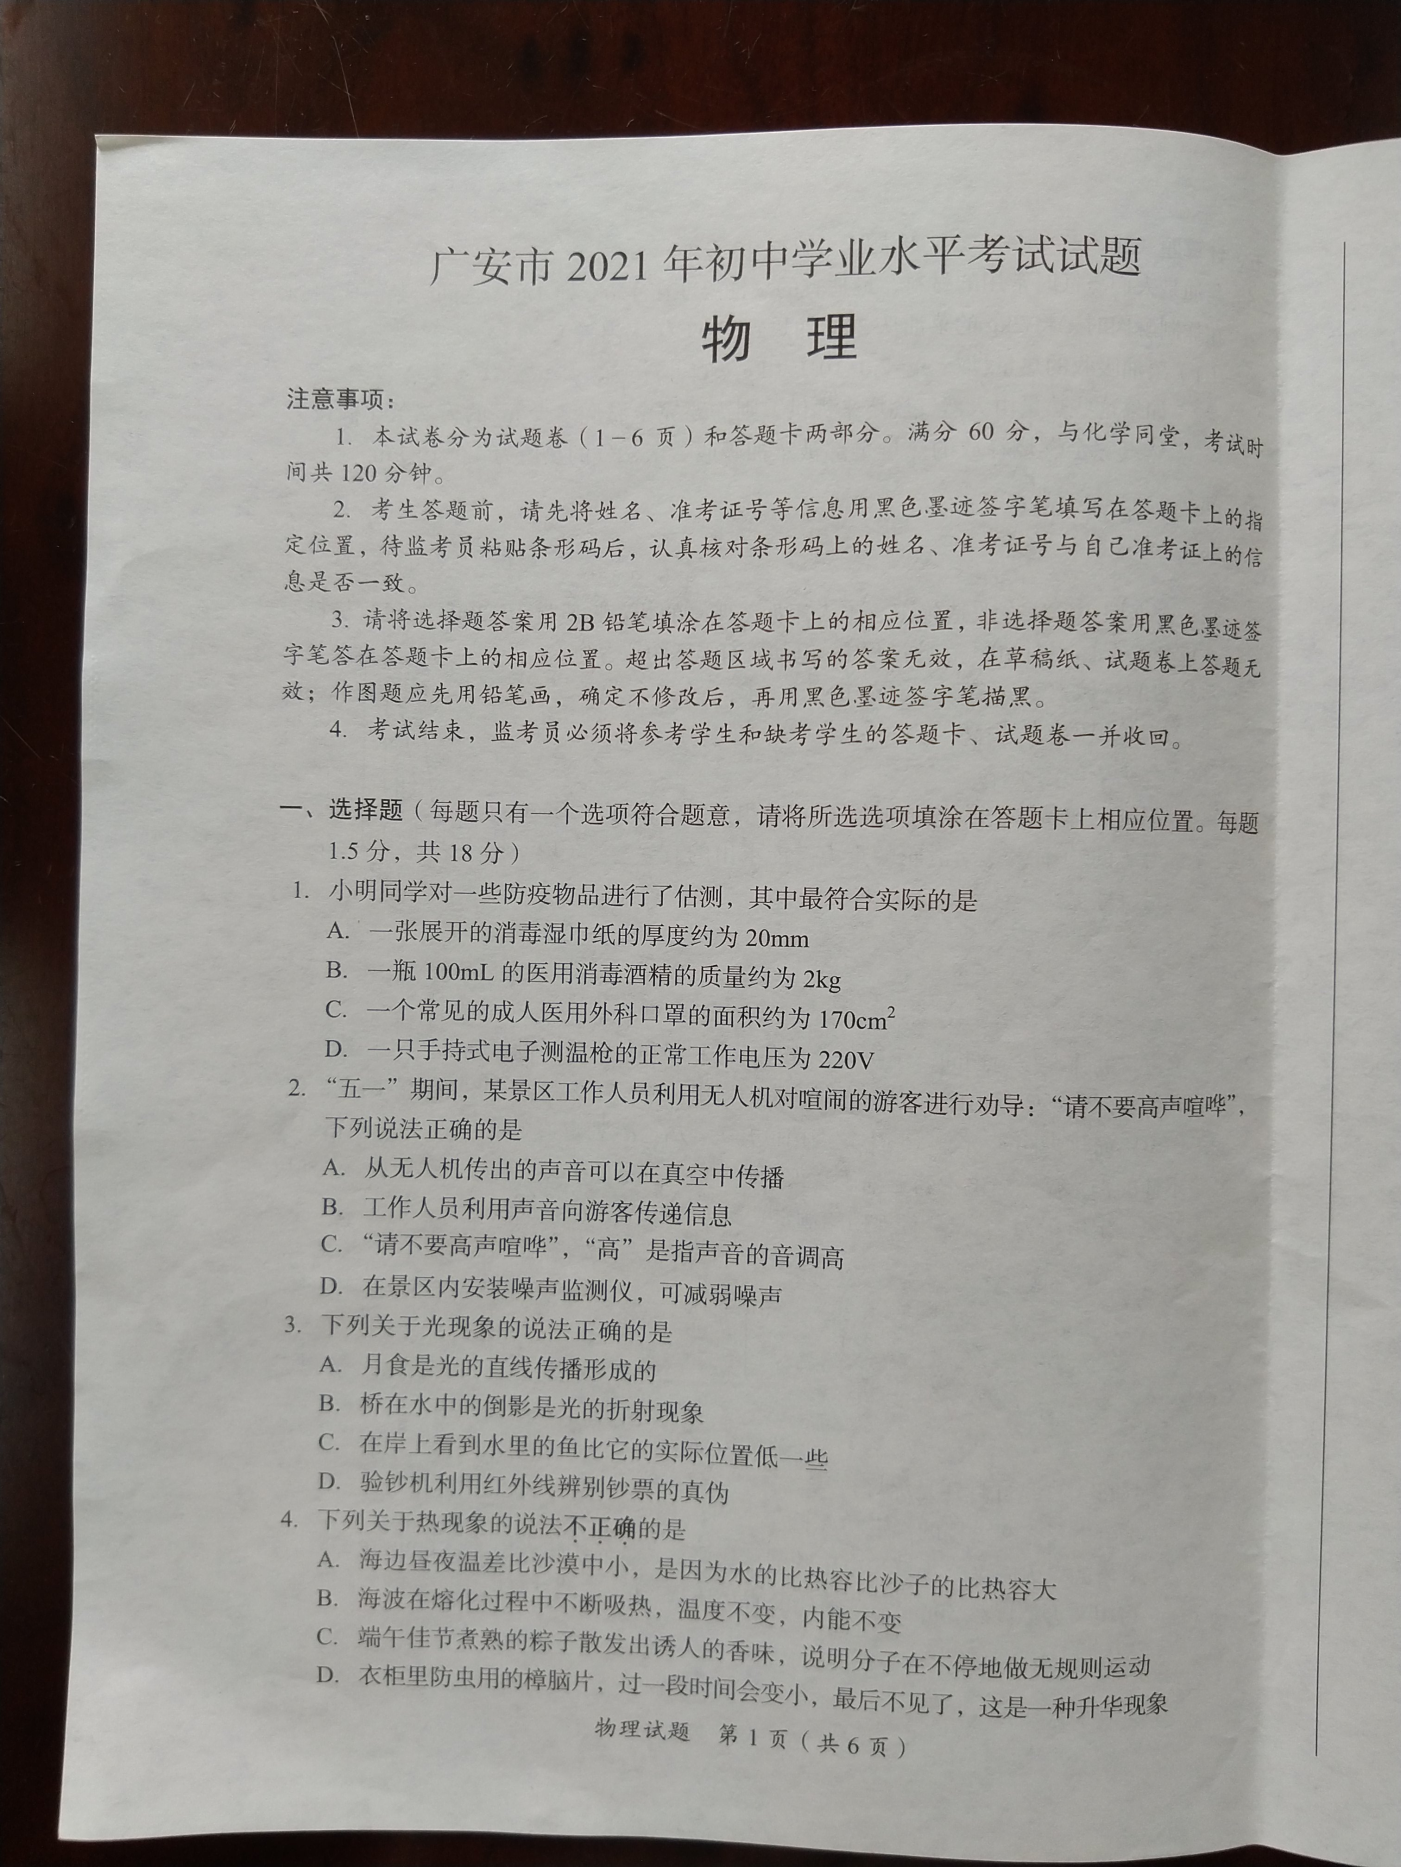 广安市 2021 年初中学业水平考试试题
物 理
注意事项：
1. 本试卷分为试题卷（1-6 页）和答题卡两部分。满分 60 分，与化学同堂，考试时
间共 120 分钟。
2. 考生答题前，请先将姓名、准考证号等信息用黑色墨迹签字笔填写在答题卡上的指
定位置，待监考员粘贴条形码后，认真核对条形码上的姓名、准考证号与自己准考证上的信
息是否一致。
3. 请将选择题答案用 2B 铅笔填涂在答题卡上的相应位置，非选择题答案用黑色墨迹签
字笔答在答题卡上的相应位置。超出答题区域书写的答案无效，在草稿纸、试题卷上答题无
效；作图题应先用铅笔画，确定不修改后，再用黑色墨迹签字笔描黑。
4. 考试结束，监考员必须将参考学生和缺考学生的答题卡、试题卷一并收回。
一、选择题（每题只有一个选项符合题意，请将所选选项填涂在答题卡上相应位置。每题
1.5 分，共 18 分）
1. 小明同学对一些防疫物品进行了估测，其中最符合实际的是
A. 一张展开的消毒湿巾纸的厚度约为 20mm
B. 一瓶 100mL 的医用消毒酒精的质量约为 2kg
C. 一个常见的成人医用外科口罩的面积约为 170cm²
D. 一只手持式电子测温枪的正常工作电压为 220V
2. “五一”期间，某景区工作人员利用无人机对喧闹的游客进行劝导：“请不要高声喧哗”，
下列说法正确的是
A. 从无人机传出的声音可以在真空中传播
B. 工作人员利用声音向游客传递信息
C. “请不要高声喧哗”，“高”是指声音的音调高
D. 在景区内安装噪声监测仪，可减弱噪声
3. 下列关于光现象的说法正确的是
A. 月食是光的直线传播形成的
B. 桥在水中的倒影是光的折射现象
C. 在岸上看到水里的鱼比它的实际位置低一些
D. 验钞机利用红外线辨别钞票的真伪
4. 下列关于热现象的说法不正确的是
A. 海边昼夜温差比沙漠中小，是因为水的比热容比沙子的比热容大
B. 海波在熔化过程中不断吸热，温度不变，内能不变
C. 端午佳节煮熟的粽子散发出诱人的香味，说明分子在不停地做无规则运动
D. 衣柜里防虫用的樟脑片，过一段时间会变小，最后不见了，这是一种升华现象
物理试题 第 1 页（共 6 页）